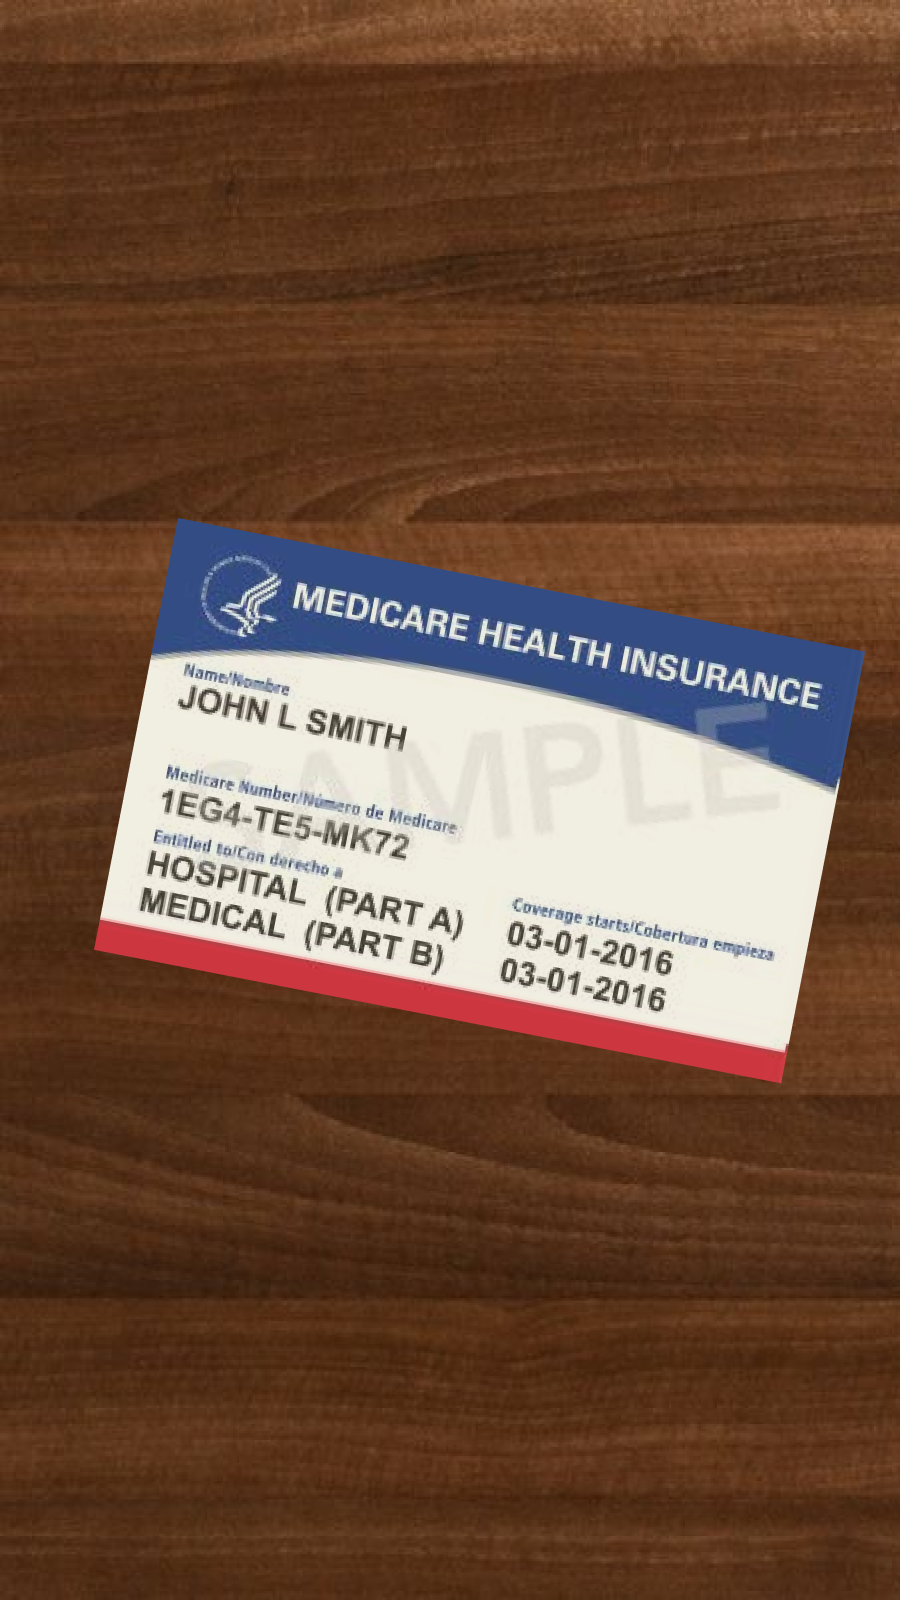 MEDICARE HEALTH INSURANCE
Name/Nombre
JOHN L SMITH
SAMPLE
Medicare Number/Número de Medicare
1EG4-TE5-MK72
Entitled to/Con derecho a
HOSPITAL (PART A)
MEDICAL (PART B)
Coverage starts/Cobertura empieza
03-01-2016
03-01-2016